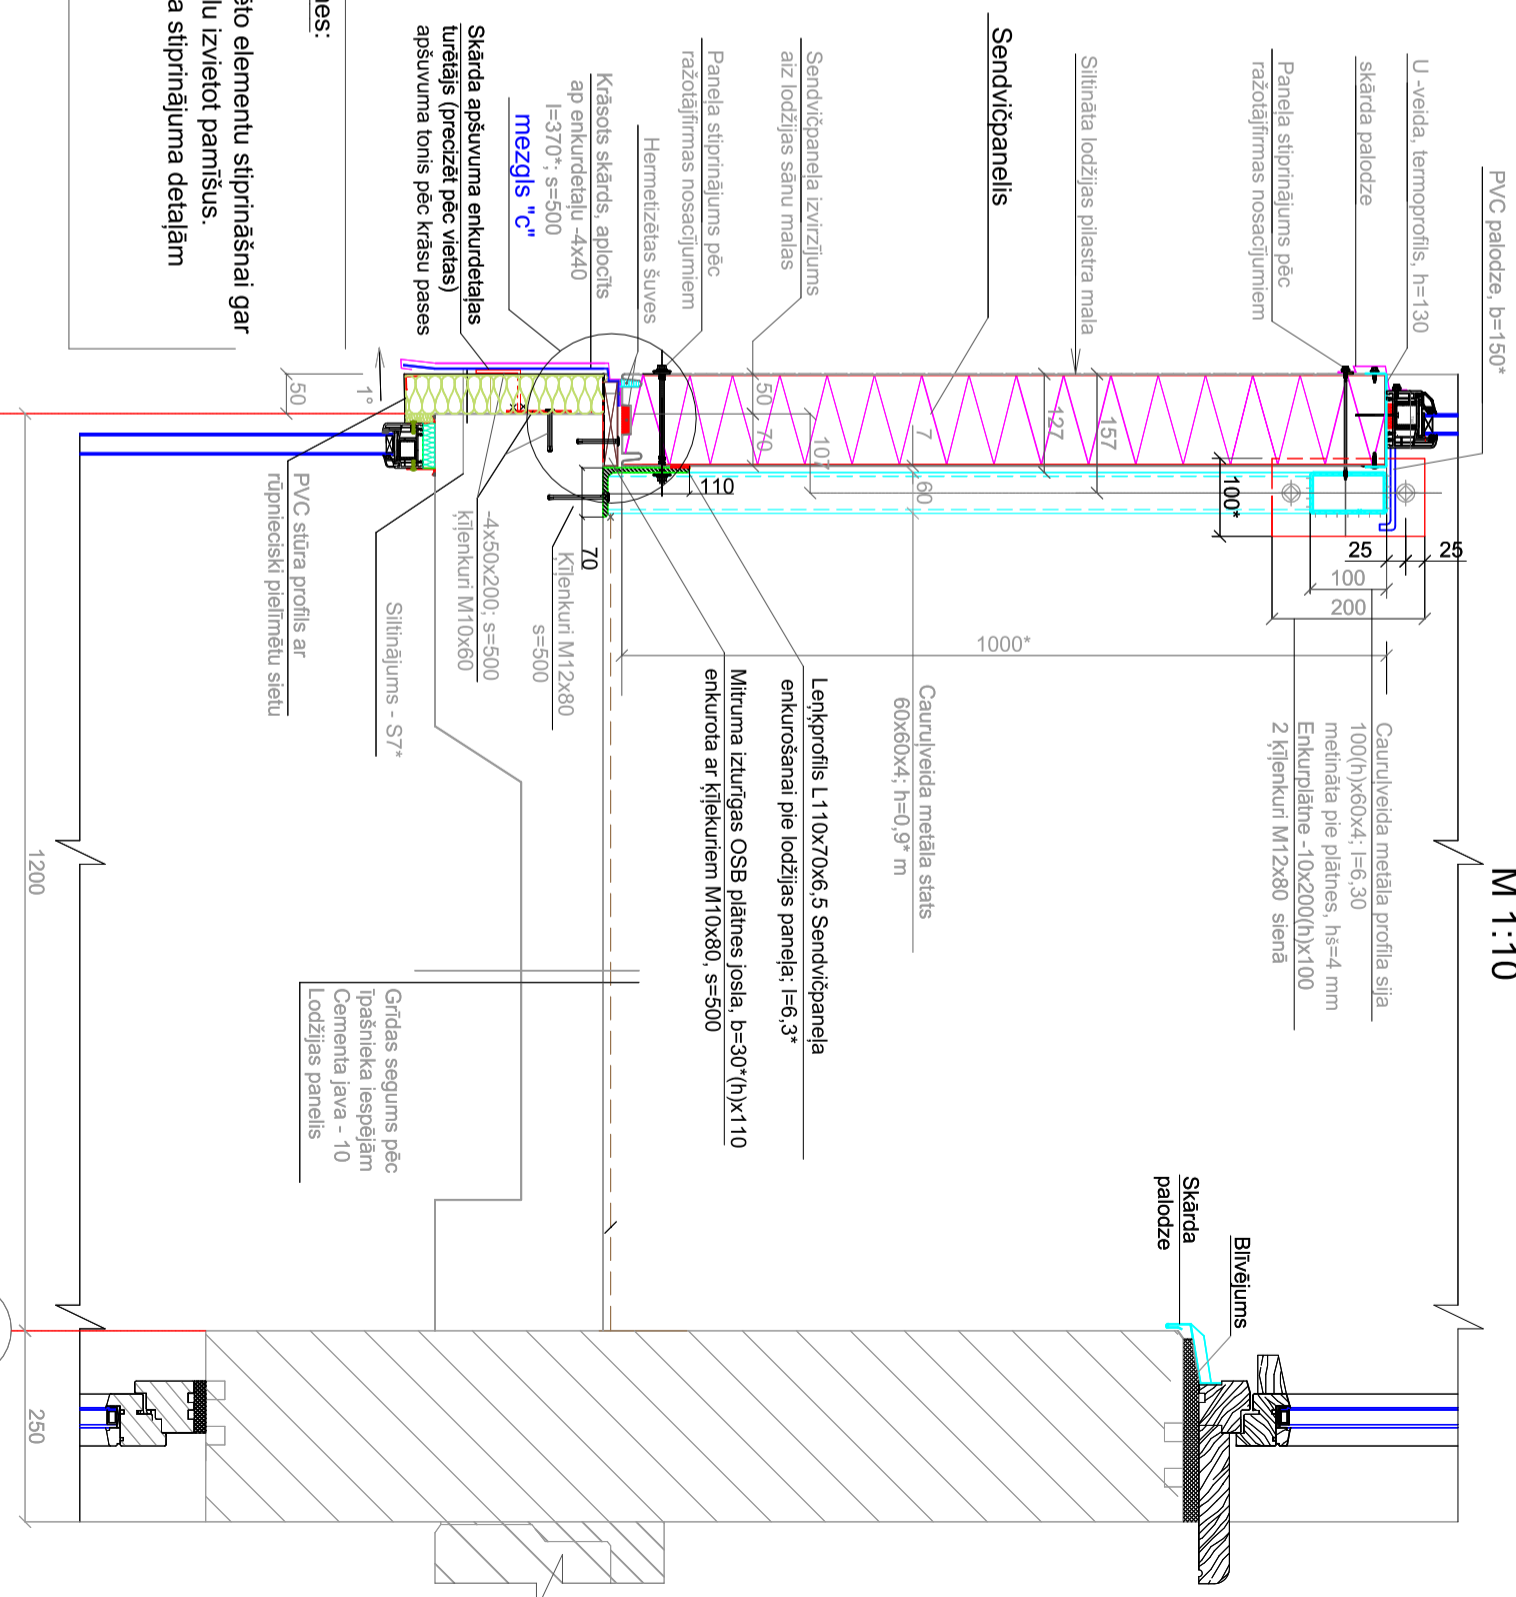 M 1:10
PVC palodze, b=150*
U -veida, termoprofils, h=130
skārda palodze
Paneļa stiprinājums pēc
ražotājfirmas nosacījumiem
Siltināta lodžijas pilastra mala
Sendvičpanelis
Sendvičpaneļa izvirzījums
aiz lodžijas sānu malas
Paneļa stiprinājums pēc
ražotājfirmas nosacījumiem
Hermetizētas šuves
Krāsots skārds, aplocīts
ap enkurdetaļu -4x40
l=370*; s=500
mezgls "c"
Skārda apšuvuma enkurdetaļas
turētājs (precizēt pēc vietas)
apšuvuma tonis pēc krāsu pases
nes:
ēto elementu stiprināšnai gar
lu izvietot pamīšus.
a stiprinājuma detaļām
157
127
7
107
50
70
60
110
70
100*
25
25
100
200
1000*
50
1°
Cauruļveida metāla profila sija
100(h)x60x4; l=6,30
metināta pie plātnes, hš=4 mm
Enkurplātne -10x200(h)x100
2 ķīļenkuri M12x80 sienā
Cauruļveida metāla stats
60x60x4; h=0,9* m
Leņķprofils L110x70x6,5 Sendvičpaneļa
enkurošanai pie lodžijas paneļa; l=6,3*
Mitruma izturīgas OSB plātnes josla, b=30*(h)x110
enkurota ar ķīļekuriem M10x80, s=500
Ķīļenkuri M12x80
s=500
-4x50x200; s=500
ķīļenkuri M10x60
Siltinājums - S7*
PVC stūra profils ar
rūpnieciski pielīmētu sietu
Grīdas segums pēc
īpašnieka iespējām
Cementa java - 10
Lodžijas panelis
Skārda
palodze
Blīvējums
1200
250